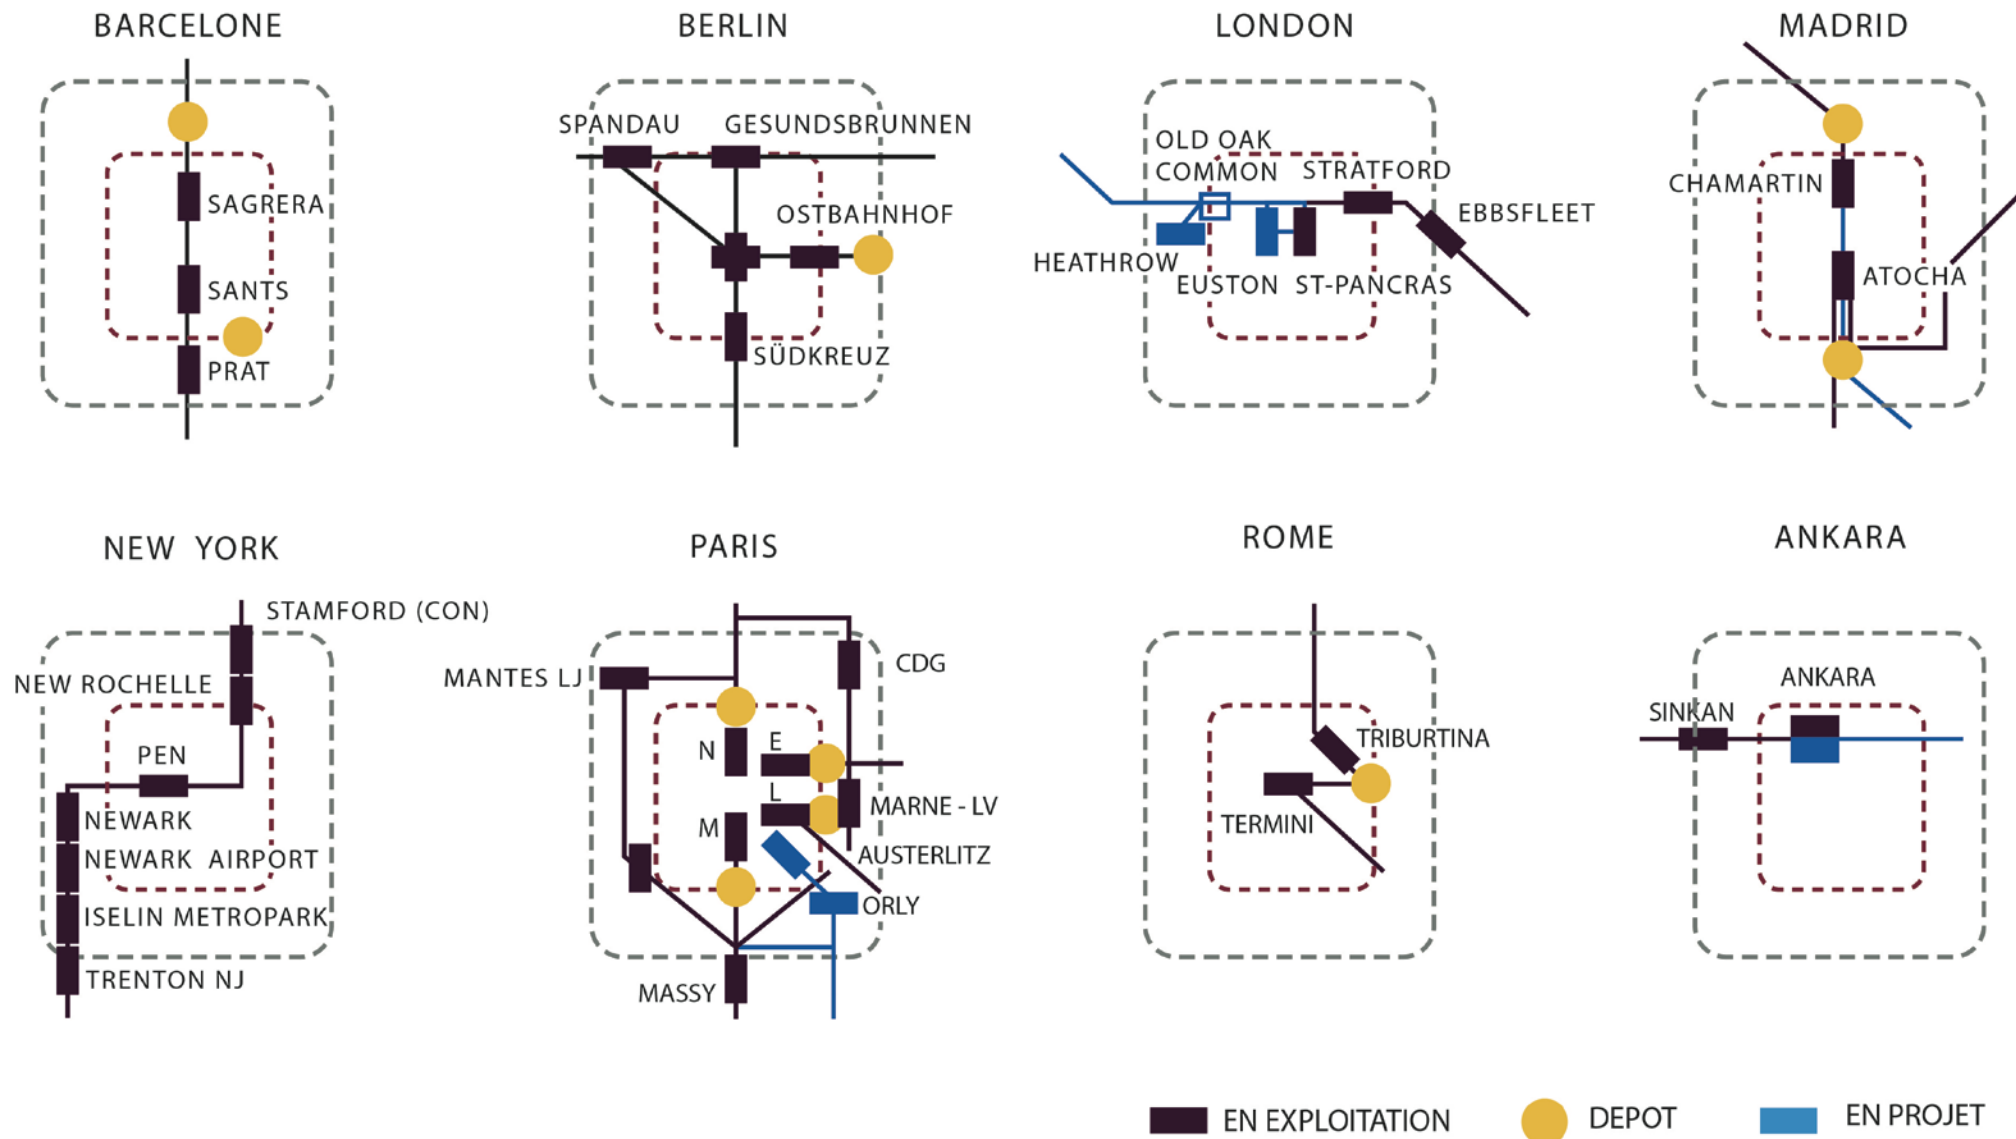 BARCELONE
BERLIN
LONDON
MADRID
SAGRERA
SANTS
PRAT
SPANDAU
GESUNDSBRUNNEN
OSTBAHNHOF
SÜDKREUZ
OLD OAK
COMMON
STRATFORD
EBBSFLEET
HEATHROW
EUSTON
ST-PANCRAS
CHAMARTIN
ATOCHA
NEW YORK
PARIS
ROME
ANKARA
STAMFORD (CON)
NEW ROCHELLE
PEN
NEWARK
NEWARK AIRPORT
ISELIN METROPARK
TRENTON NJ
MANTES LJ
CDG
N
E
L
M
MARNE - LV
AUSTERLITZ
ORLY
MASSY
TRIBURTINA
TERMINI
ANKARA
SINKAN
EN EXPLOITATION
DEPOT
EN PROJET